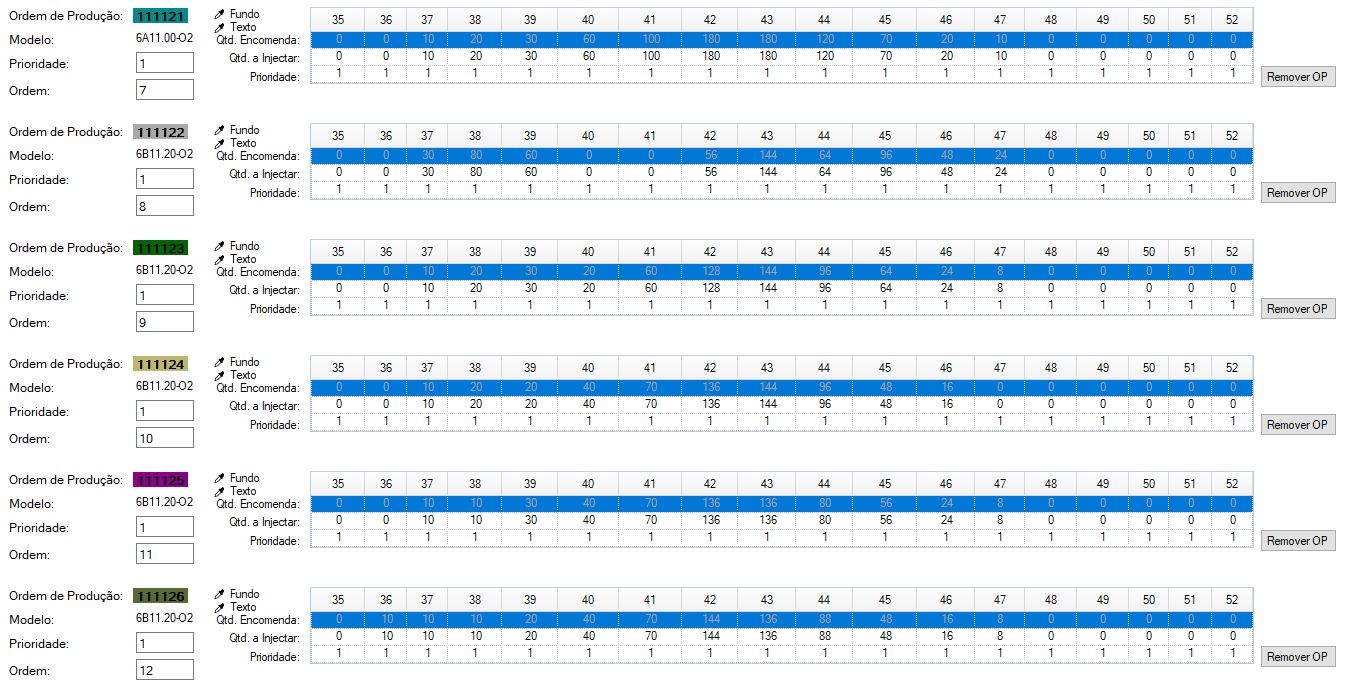 Ordem de Produção: 111121 Fundo 35 36 37 38 39 40 41 42 43 44 45 46 47 48 49 50 51 52
Texto
Modelo: 6A11.00-O2 Qtd. Encomenda: 0 0 10 20 30 60 100 180 180 120 70 20 10 0 0 0 0 0
Prioridade: 1 Qtd. a Injectar: 0 0 10 20 30 60 100 180 180 120 70 20 10 0 0 0 0 0
Prioridade: 1 1 1 1 1 1 1 1 1 1 1 1 1 1 1 1 1 1 Remover OP
Ordem: 7
Ordem de Produção: 111122 Fundo 35 36 37 38 39 40 41 42 43 44 45 46 47 48 49 50 51 52
Texto
Modelo: 6B11.20-O2 Qtd. Encomenda: 0 0 30 80 60 0 0 56 144 64 96 48 24 0 0 0 0 0
Prioridade: 1 Qtd. a Injectar: 0 0 30 80 60 0 0 56 144 64 96 48 24 0 0 0 0 0
Prioridade: 1 1 1 1 1 1 1 1 1 1 1 1 1 1 1 1 1 1 Remover OP
Ordem: 8
Ordem de Produção: 111123 Fundo 35 36 37 38 39 40 41 42 43 44 45 46 47 48 49 50 51 52
Texto
Modelo: 6B11.20-O2 Qtd. Encomenda: 0 0 10 20 30 20 60 128 144 96 64 24 8 0 0 0 0 0
Prioridade: 1 Qtd. a Injectar: 0 0 10 20 30 20 60 128 144 96 64 24 8 0 0 0 0 0
Prioridade: 1 1 1 1 1 1 1 1 1 1 1 1 1 1 1 1 1 1 Remover OP
Ordem: 9
Ordem de Produção: 111124 Fundo 35 36 37 38 39 40 41 42 43 44 45 46 47 48 49 50 51 52
Texto
Modelo: 6B11.20-O2 Qtd. Encomenda: 0 0 10 20 20 40 70 136 144 96 48 16 0 0 0 0 0 0
Prioridade: 1 Qtd. a Injectar: 0 0 10 20 20 40 70 136 144 96 48 16 0 0 0 0 0 0
Prioridade: 1 1 1 1 1 1 1 1 1 1 1 1 1 1 1 1 1 1 Remover OP
Ordem: 10
Ordem de Produção: 111125 Fundo 35 36 37 38 39 40 41 42 43 44 45 46 47 48 49 50 51 52
Texto
Modelo: 6B11.20-O2 Qtd. Encomenda: 0 0 10 10 30 40 70 136 136 80 56 24 8 0 0 0 0 0
Prioridade: 1 Qtd. a Injectar: 0 0 10 10 30 40 70 136 136 80 56 24 8 0 0 0 0 0
Prioridade: 1 1 1 1 1 1 1 1 1 1 1 1 1 1 1 1 1 1 Remover OP
Ordem: 11
Ordem de Produção: 111126 Fundo 35 36 37 38 39 40 41 42 43 44 45 46 47 48 49 50 51 52
Texto
Modelo: 6B11.20-O2 Qtd. Encomenda: 0 10 10 10 20 40 70 144 136 88 48 16 8 0 0 0 0 0
Prioridade: 1 Qtd. a Injectar: 0 10 10 10 20 40 70 144 136 88 48 16 8 0 0 0 0 0
Prioridade: 1 1 1 1 1 1 1 1 1 1 1 1 1 1 1 1 1 1 Remover OP
Ordem: 12